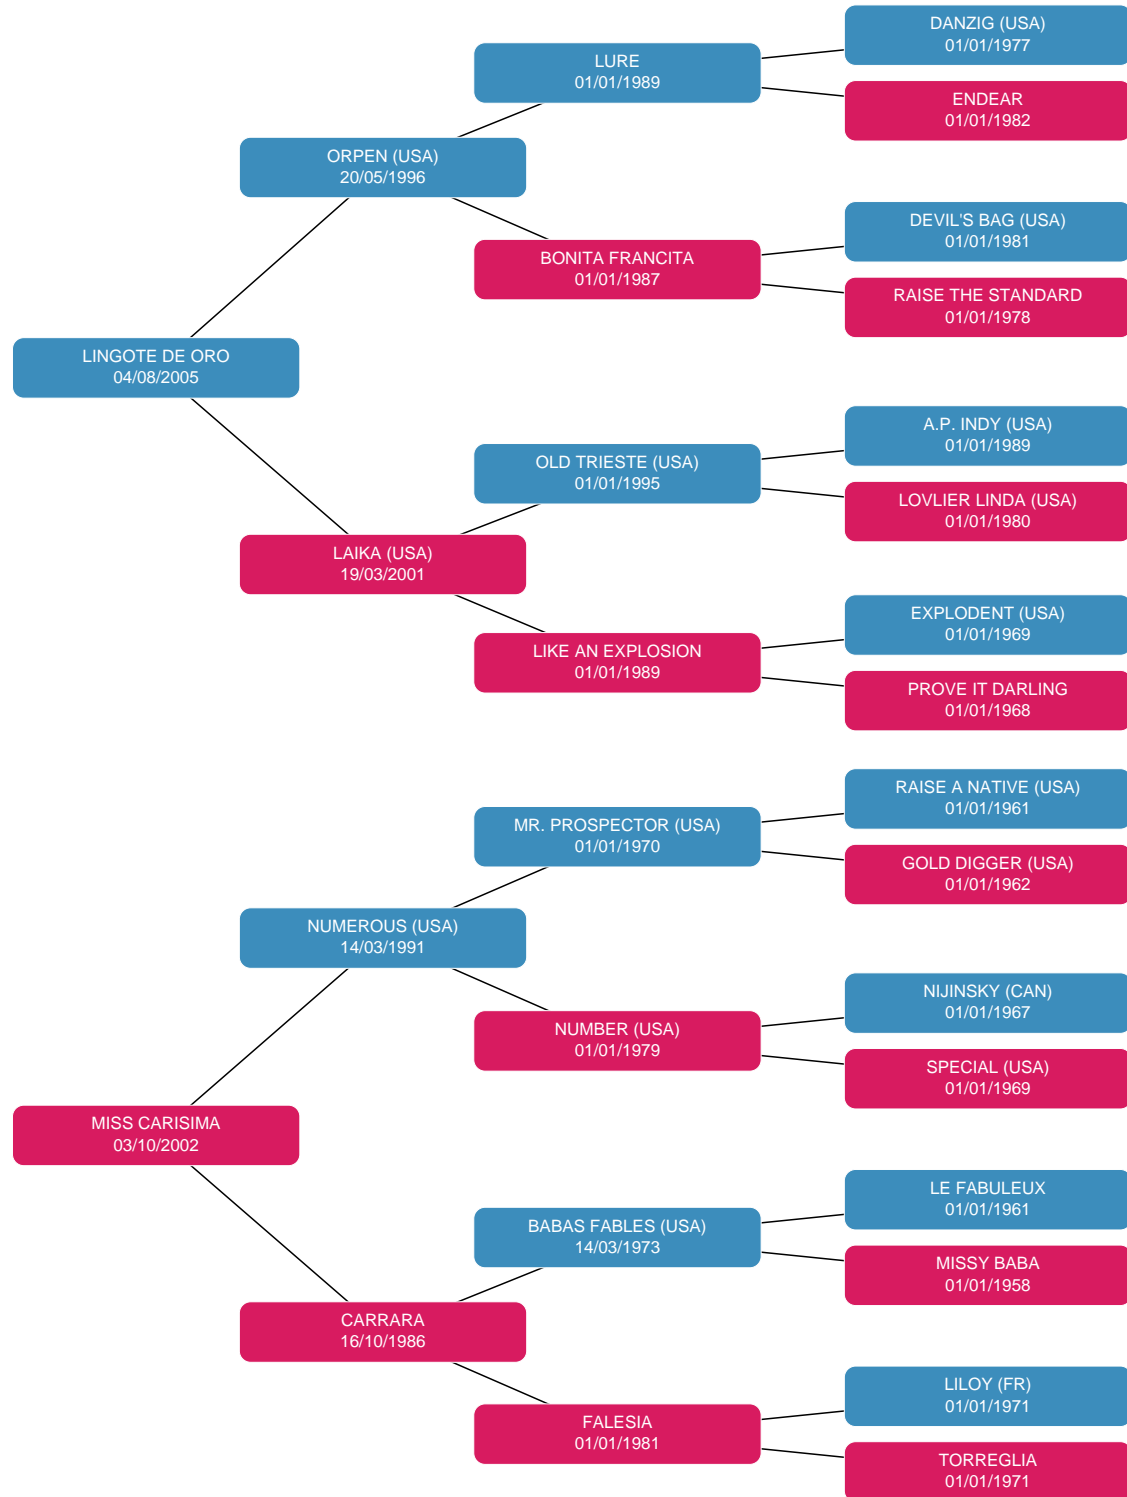 DANZIG (USA)
01/01/1977
LURE
01/01/1989
ENDEAR
01/01/1982
ORPEN (USA)
20/05/1996
DEVIL'S BAG (USA)
01/01/1981
BONITA FRANCITA
01/01/1987
RAISE THE STANDARD
01/01/1978
LINGOTE DE ORO
04/08/2005
A.P. INDY (USA)
01/01/1989
OLD TRIESTE (USA)
01/01/1995
LOVLIER LINDA (USA)
01/01/1980
LAIKA (USA)
19/03/2001
EXPLODENT (USA)
01/01/1969
LIKE AN EXPLOSION
01/01/1989
PROVE IT DARLING
01/01/1968
RAISE A NATIVE (USA)
01/01/1961
MR. PROSPECTOR (USA)
01/01/1970
GOLD DIGGER (USA)
01/01/1962
NUMEROUS (USA)
14/03/1991
NIJINSKY (CAN)
01/01/1967
NUMBER (USA)
01/01/1979
SPECIAL (USA)
01/01/1969
MISS CARISIMA
03/10/2002
LE FABULEUX
01/01/1961
BABAS FABLES (USA)
14/03/1973
MISSY BABA
01/01/1958
CARRARA
16/10/1986
LILOY (FR)
01/01/1971
FALESIA
01/01/1981
TORREGLIA
01/01/1971